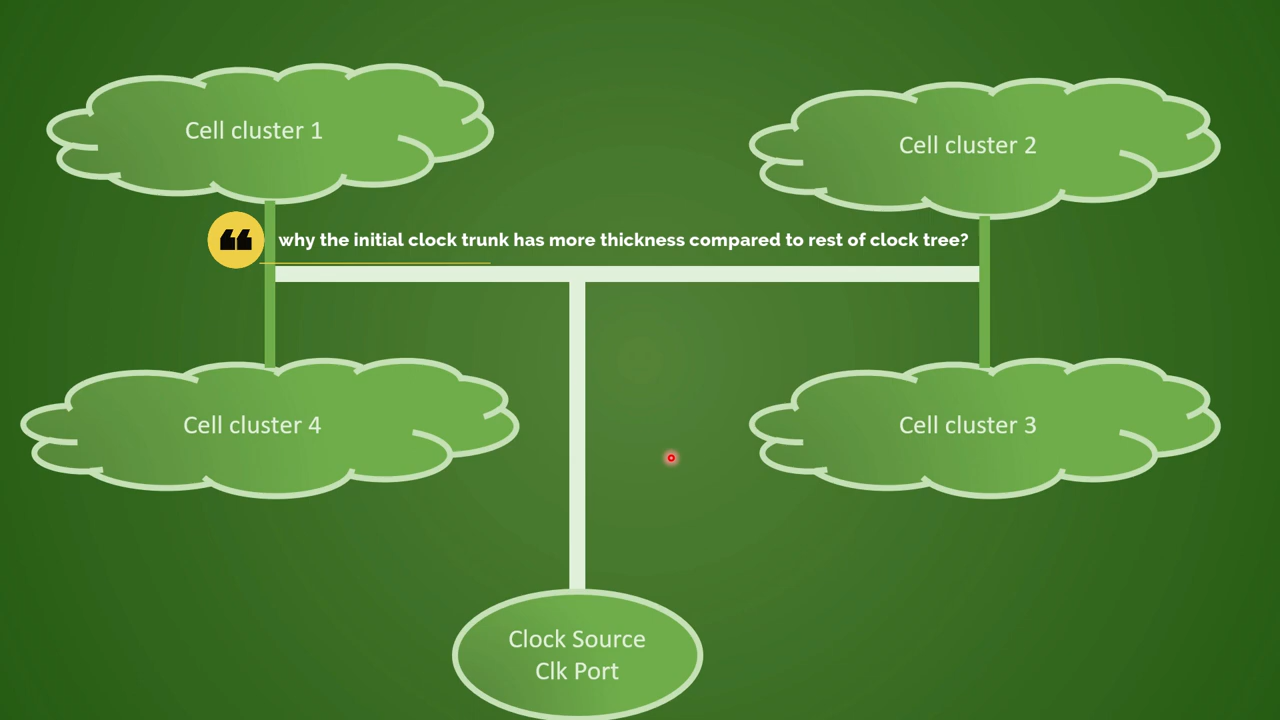 Cell cluster 1
Cell cluster 2
❝ why the initial clock trunk has more thickness compared to rest of clock tree?
Cell cluster 4
Cell cluster 3
Clock Source
Clk Port